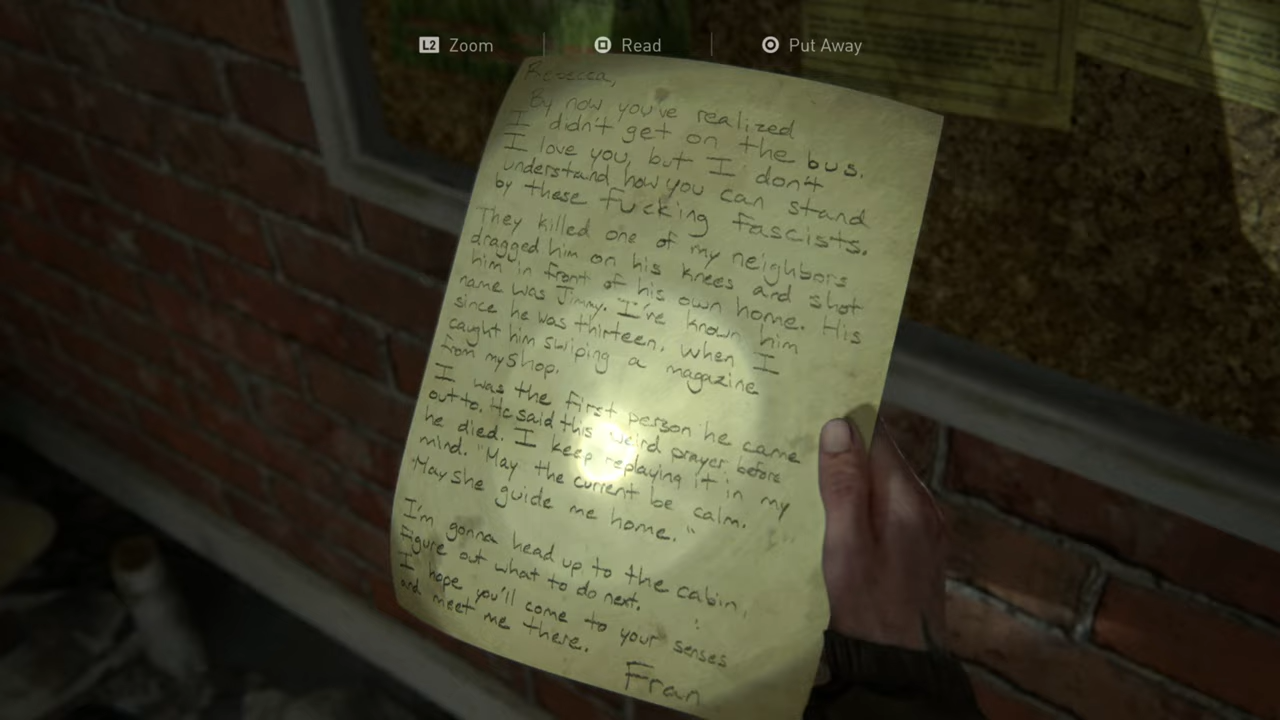 L2 Zoom
Read
Put Away
Rebecca,
By now you've realized
I didn't get on the bus.
I love you, but I don't
understand how you can stand
by these fucking fascists.
They killed one of my neighbors
dragged him on his knees and shot
him in front of his own home. His
name was Jimmy. I've known him
since he was thirteen, when I
caught him swiping a magazine
from my shop.
I was the first person he came
out to. He said this weird prayer before
he died. I keep replaying it in my
mind. "May the current be calm.
May she guide me home."
I'm gonna head up to the cabin,
figure out what to do next.
I hope you'll come to your senses
and meet me there.
Fran